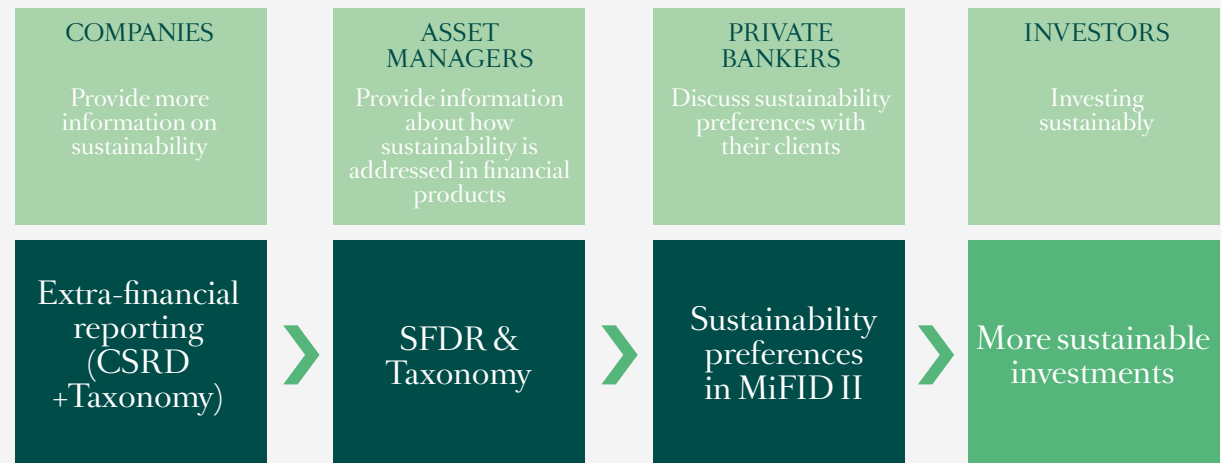 COMPANIES
Provide more
information on
sustainability
ASSET
MANAGERS
Provide information
about how
sustainability is
addressed in financial
products
PRIVATE
BANKERS
Discuss sustainability
preferences with
their clients
INVESTORS
Investing
sustainably
Extra-financial
reporting
(CSRD
+Taxonomy)
SFDR &
Taxonomy
Sustainability
preferences
in MiFID II
More sustainable
investments